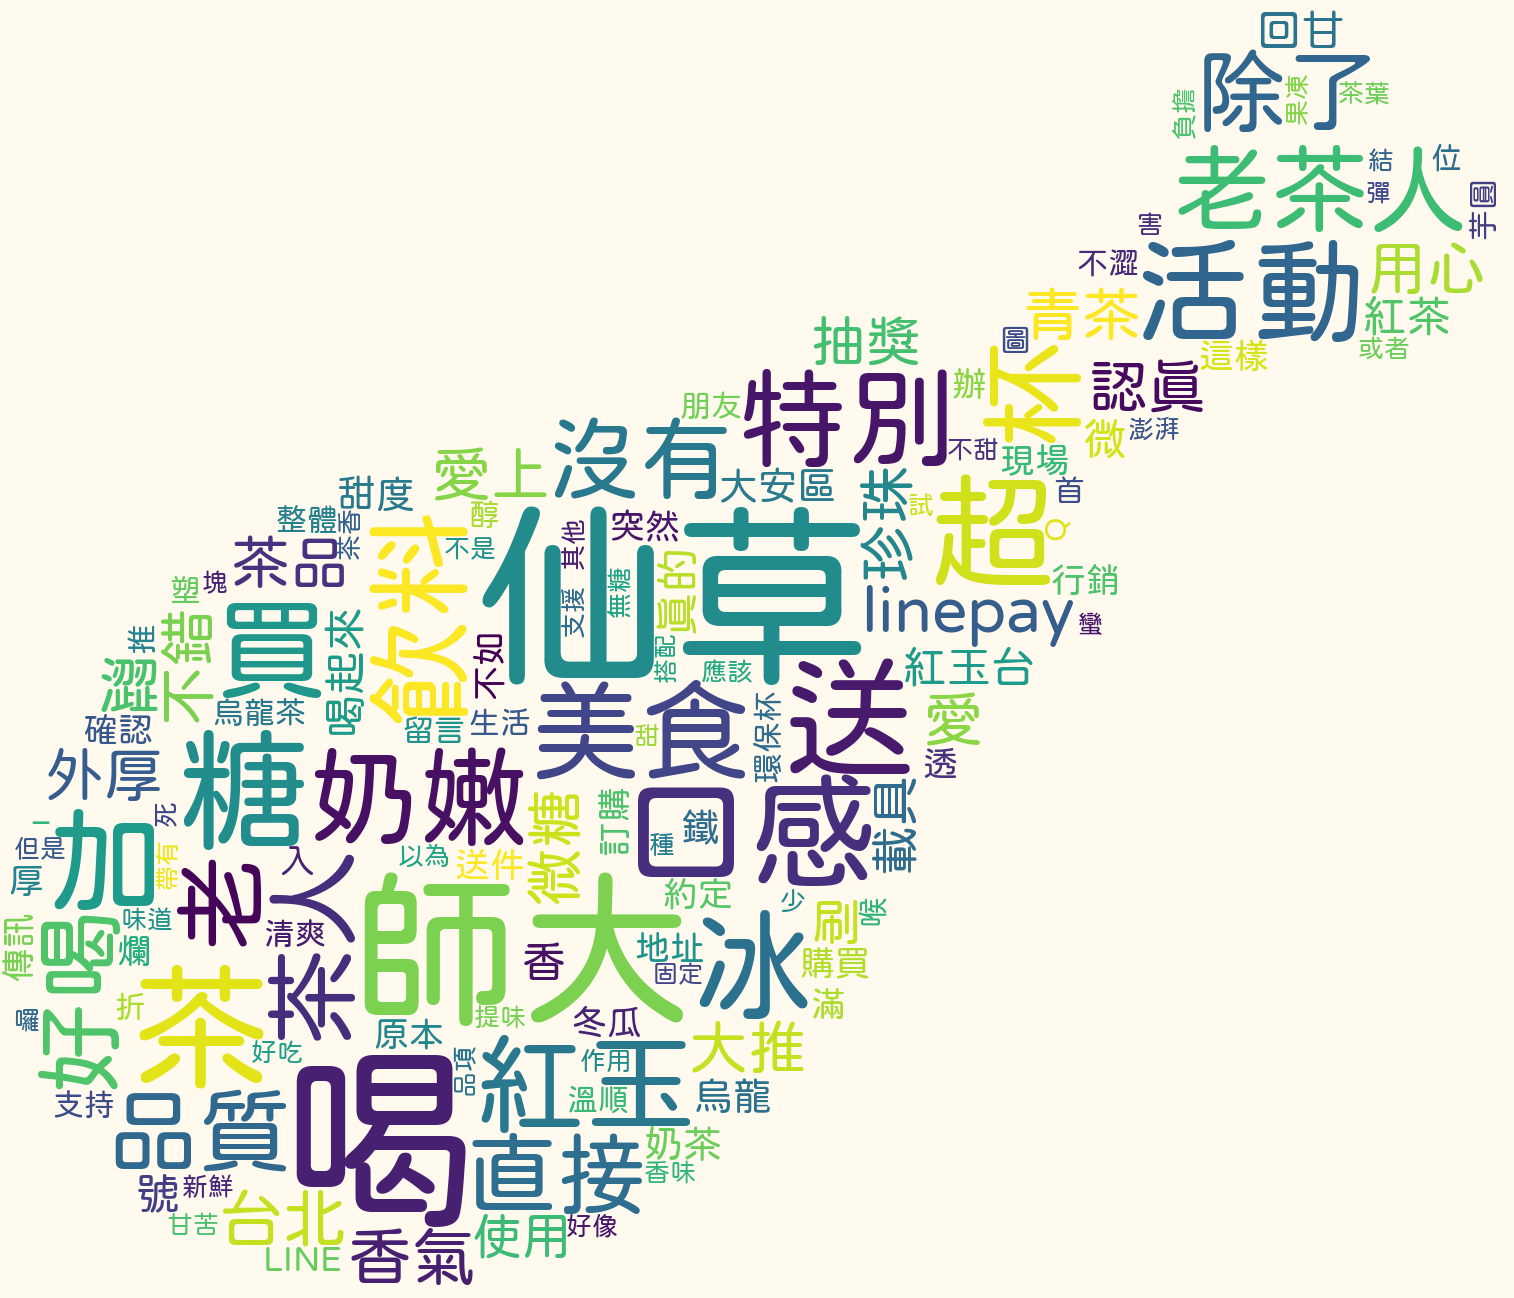 回甘
除了
負擔
果凍
茶葉
老茶人
結
位
彈
芋圓
害
活動
用心
不澀
青茶
紅茶
或者
抽獎
圖
這樣
特別
辦
杯
認真
朋友
微
澎湃
沒有
不甜
現場
愛上
大安區
珍珠
首
甜度
試
超
整體
茶香
醇
突然
茶品
飲料
不是
仙草
其他
真的
行銷
塑
塊
無糖
支援
linepay
蠻
推
不錯
買
喝起來
不如
搭配
應該
紅玉台
澀
烏龍茶
留言
生活
美食
甜
環保杯
送
愛
確認
外厚
糖
奶
嫩
透
死
加
口
感
載具
訂購
微糖
鐵
種
一
但是
帶有
厚
老
人
人
以為
送件
約定
少
師大
刷
喉
味道
清爽
傳訊
好喝
爛
香
地址
固定
冰
購買
茶
茶
滿
囉
折
提味
冬瓜
原本
好吃
大推
紅玉
作用
品項
支持
溫順
烏龍
品質
喝
直接
奶茶
香味
號
新鮮
甘苦
台北
使用
好像
LINE
香氣